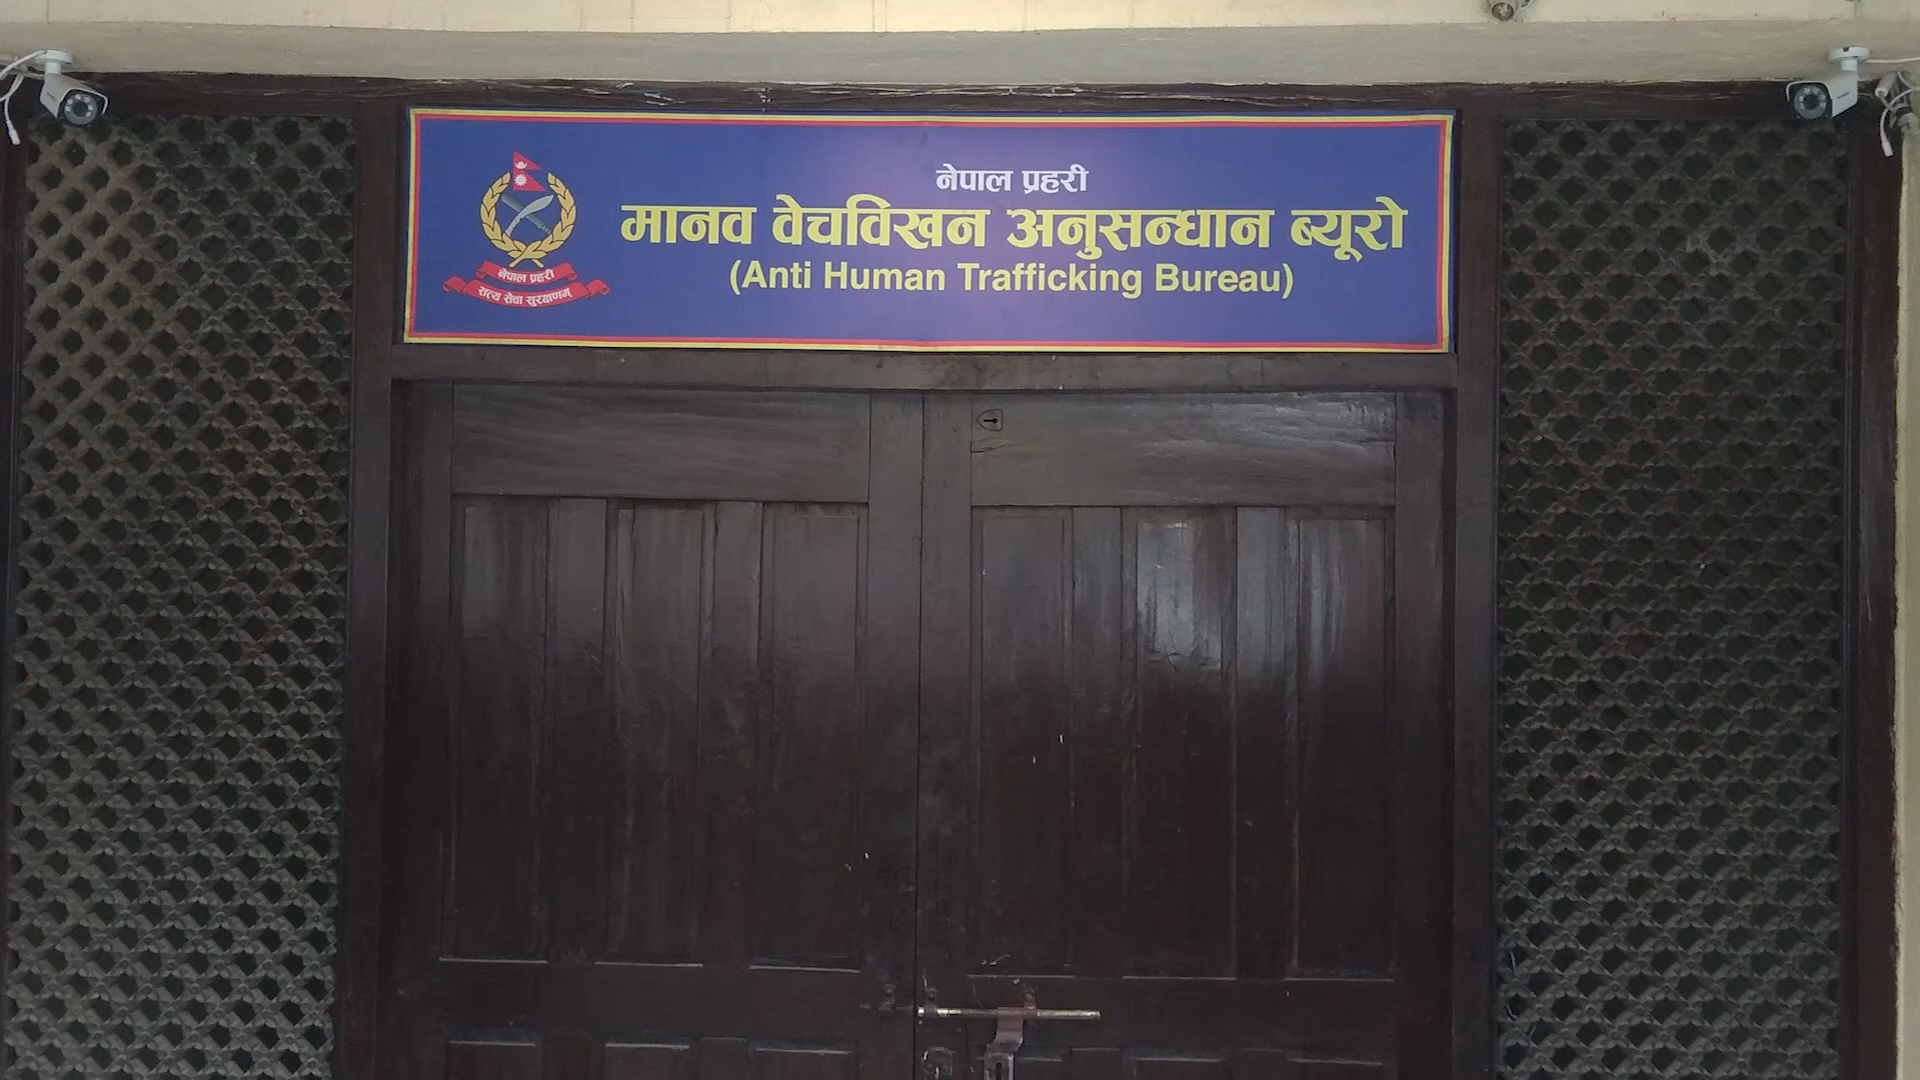 नेपाल प्रहरी
मानव वेचविखन अनुसन्धान ब्यूरो
(Anti Human Trafficking Bureau)
नेपाल प्रहरी
सत्य सेवा सुरक्षणम्